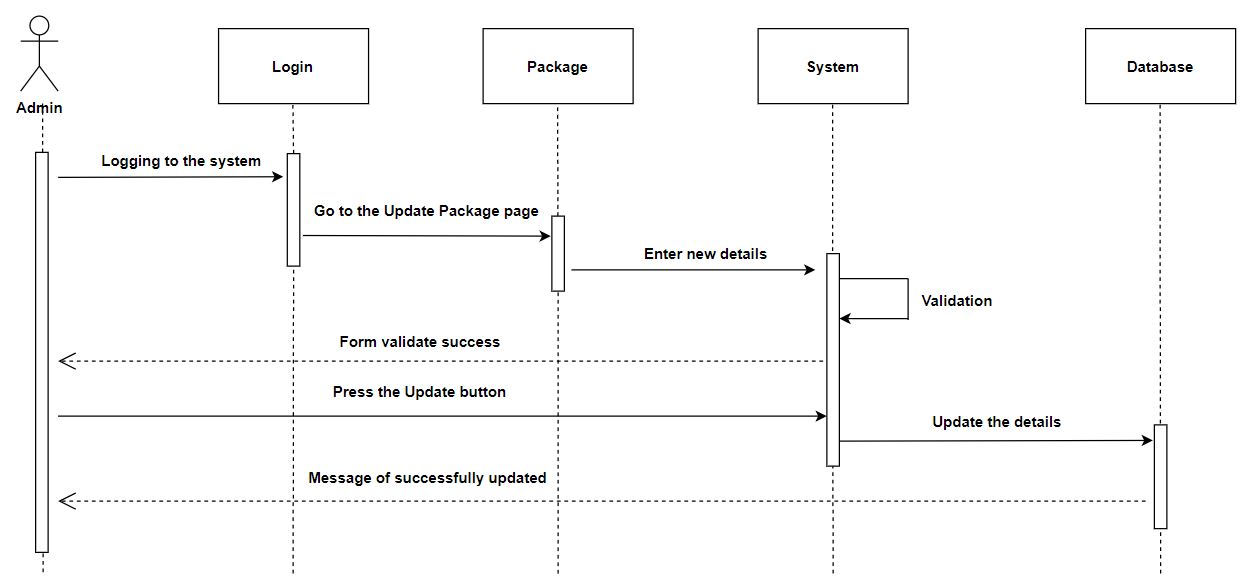 Admin
Login
Package
System
Database
Logging to the system
Go to the Update Package page
Enter new details
Validation
Form validate success
Press the Update button
Update the details
Message of successfully updated